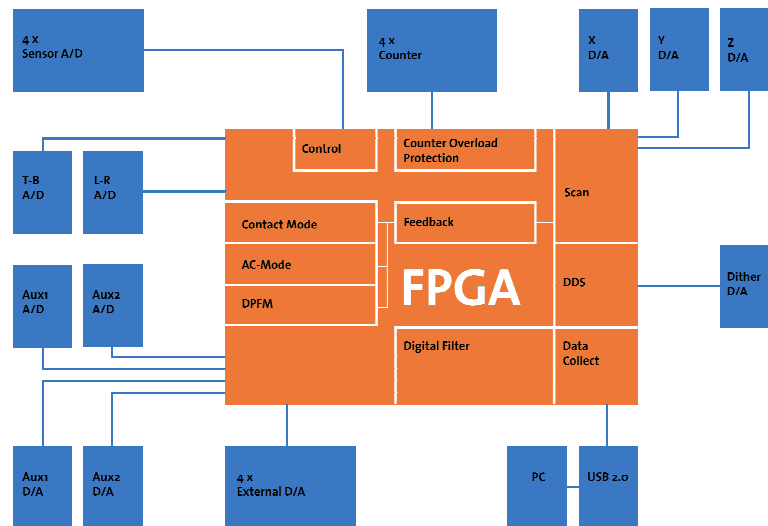 4 x
Sensor A/D
4 x
Counter
X
D/A
Y
D/A
Z
D/A
Control
Counter Overload
Protection
T-B
A/D
L-R
A/D
Scan
Contact Mode
Feedback
AC-Mode
FPGA
DDS
Dither
D/A
DPFM
Aux1
A/D
Aux2
A/D
Digital Filter
Data
Collect
Aux1
D/A
Aux2
D/A
4 x
External D/A
PC
USB 2.0